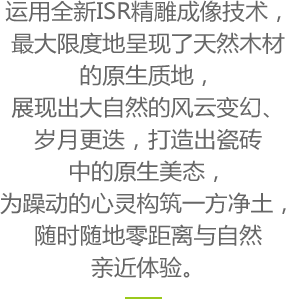 运用全新ISR精雕成像技术，
最大限度地呈现了天然木材
的原生质地，
展现出大自然的风云变幻、
岁月更迭，打造出瓷砖
中的原生美态，
为躁动的心灵构筑一方净土，
随时随地零距离与自然
亲近体验。